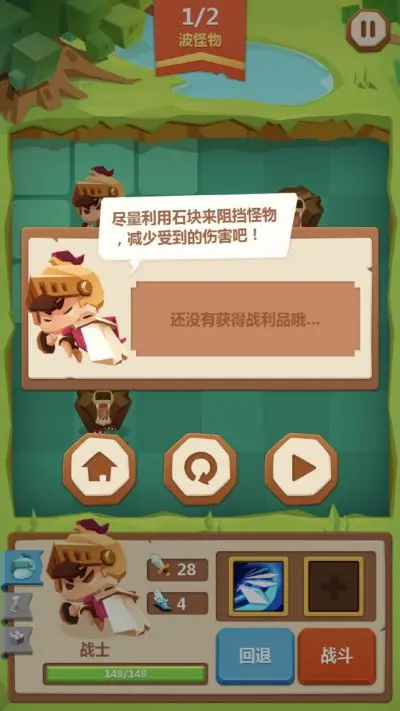 1/2
波怪物
尽量利用石块来阻挡怪物
，减少受到的伤害吧！
还没有获得战利品哦...
28
4
战士
148/148
回退
战斗